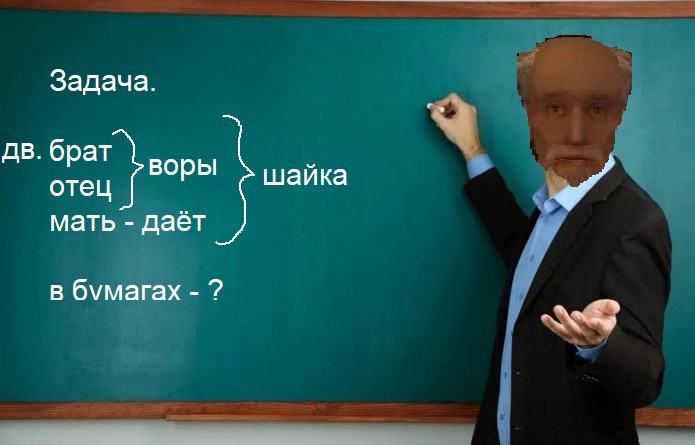 Задача.
дв. брат
отец
воры
мать - даёт
шайка
в бумагах - ?